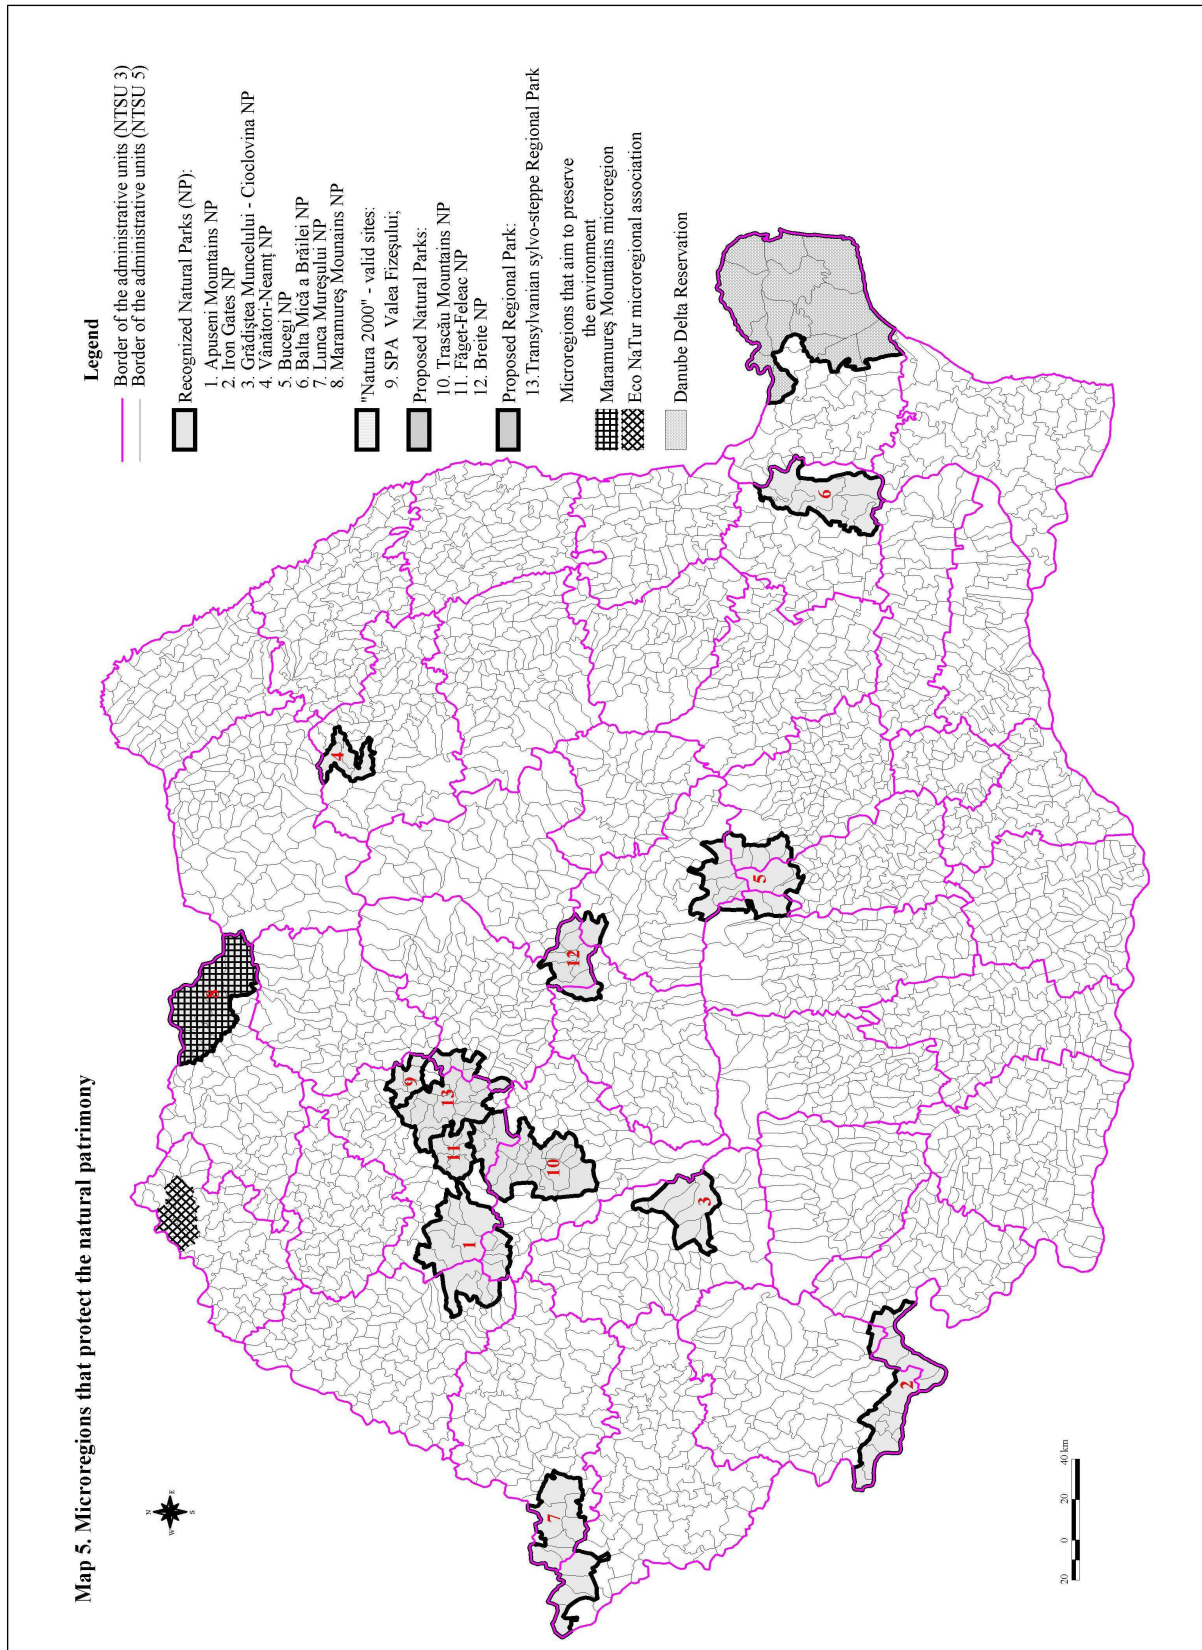 Map 5. Microregions that protect the natural patrimony
Legend
Border of the administrative units (NTSU 3)
Border of the administrative units (NTSU 5)
Recognized Natural Parks (NP):
1. Apuseni Mountains NP
2. Iron Gates NP
3. Grădiştea Muncelului - Cioclovina NP
4. Vânători-Neamţ NP
5. Bucegi NP
6. Balta Mică a Brăilei NP
7. Lunca Mureşului NP
8. Maramureş Mounains NP
"Natura 2000" - valid sites:
9. SPA Valea Fizeşului;
Proposed Natural Parks:
10. Trascău Mountains NP
11. Făget-Feleac NP
12. Breite NP
Proposed Regional Park:
13. Transylvanian sylvo-steppe Regional Park
Microregions that aim to preserve
the environment
Maramureş Mountains microregion
Eco NaTur microregional association
Danube Delta Reservation
N
W E
S
8
4
9
13
11
1
10
12
6
7
3
5
2
20 0 20 40 km